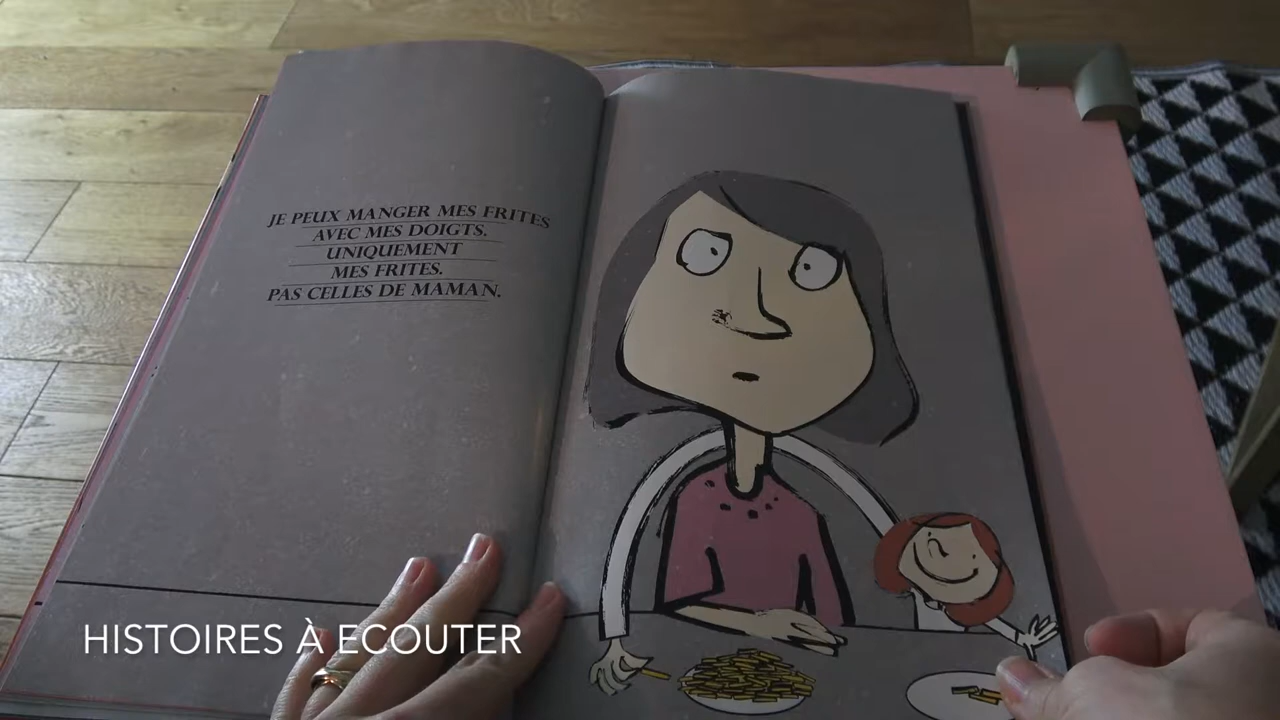 JE PEUX MANGER MES FRITES
AVEC MES DOIGTS.
UNIQUEMENT
MES FRITES.
PAS CELLES DE MAMAN.
HISTOIRES À ECOUTER